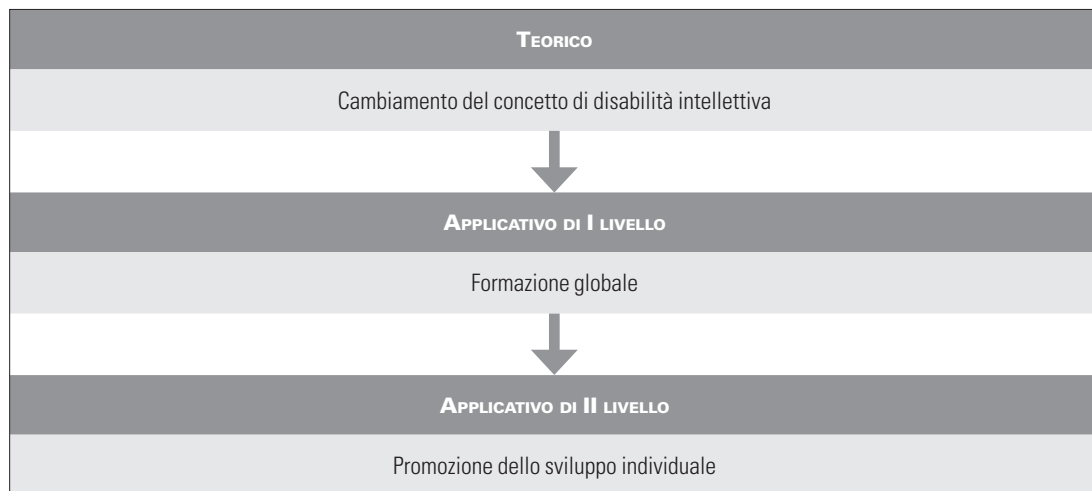 TEORICO
Cambiamento del concetto di disabilità intellettiva
APPLICATIVO DI I LIVELLO
Formazione globale
APPLICATIVO DI II LIVELLO
Promozione dello sviluppo individuale